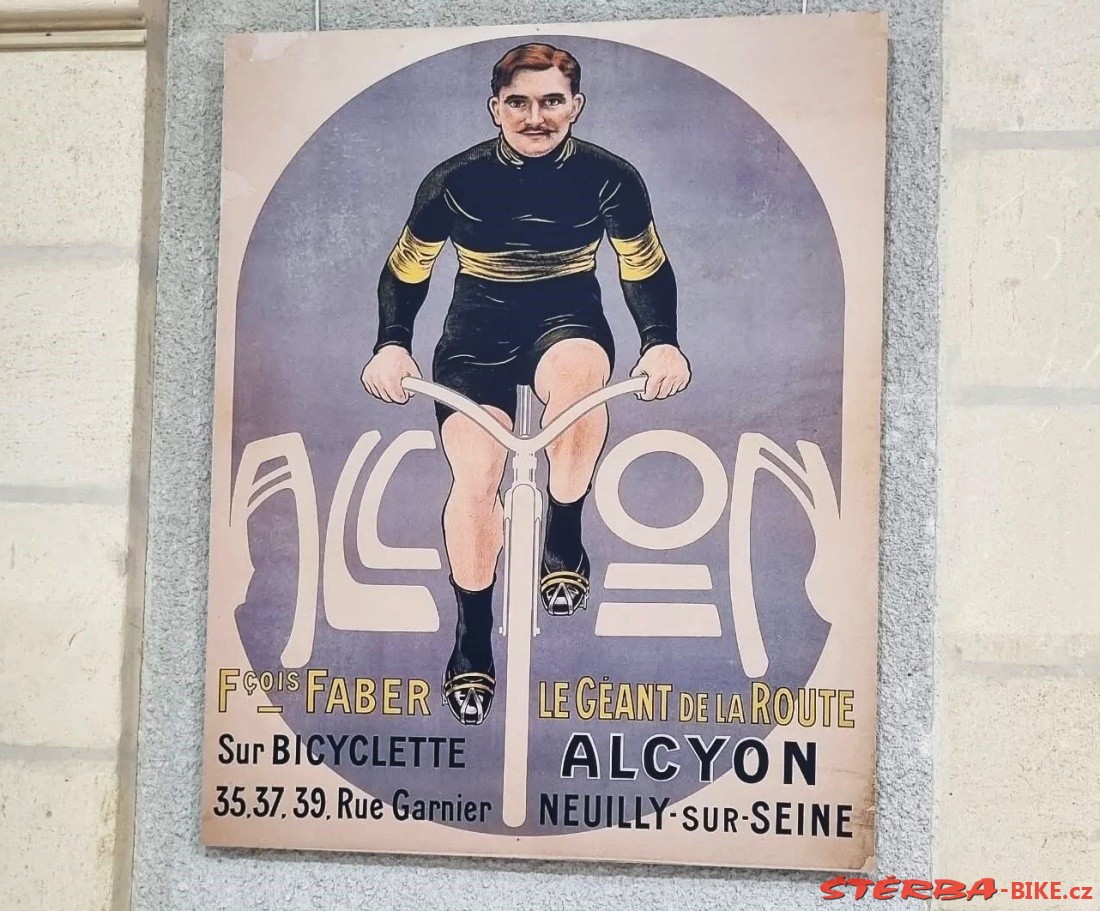 ALCYON
Fçois FABER LE GÉANT DE LA ROUTE
Sur BICYCLETTE ALCYON
35, 37, 39, Rue Garnier NEUILLY-SUR-SEINE
ŠTĚRBA-BIKE.cz